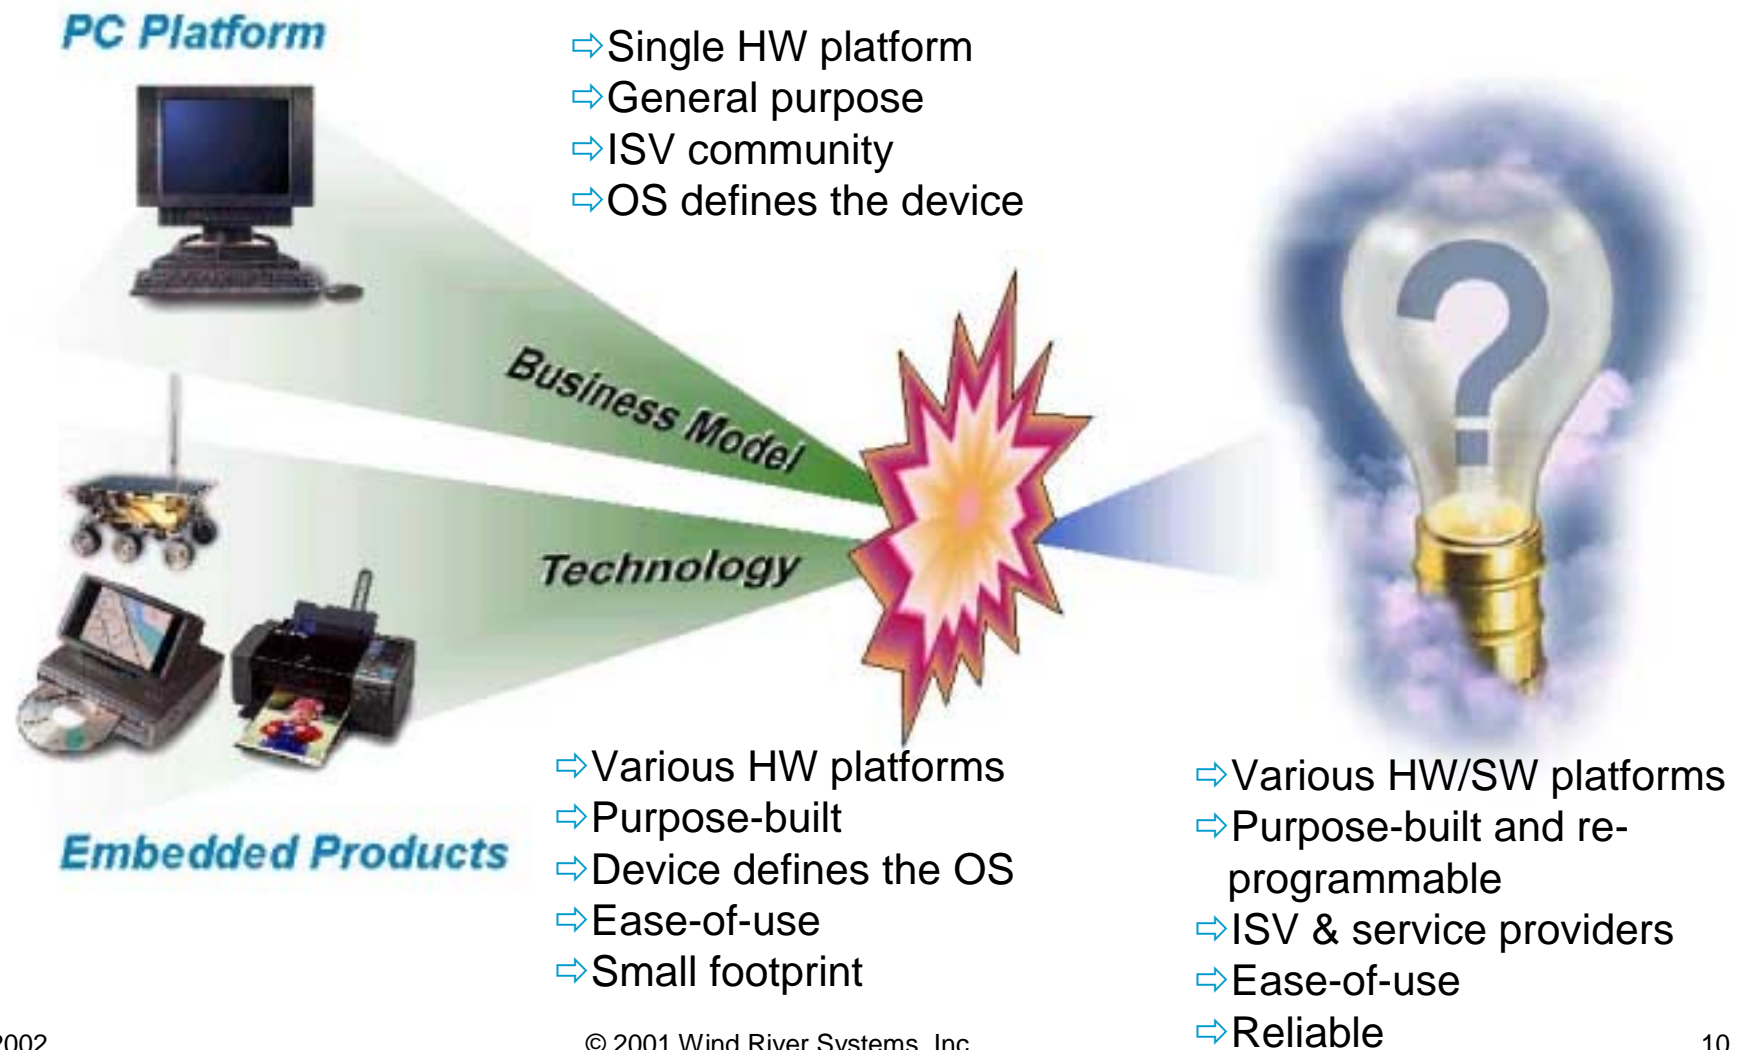 PC Platform
⇨Single HW platform
⇨General purpose
⇨ISV community
⇨OS defines the device
Business Model
Technology
?
Embedded Products
⇨Various HW platforms
⇨Purpose-built
⇨Device defines the OS
⇨Ease-of-use
⇨Small footprint
⇨Various HW/SW platforms
⇨Purpose-built and re-
programmable
⇨ISV & service providers
⇨Ease-of-use
⇨Reliable
2002
© 2001 Wind River Systems, Inc
10